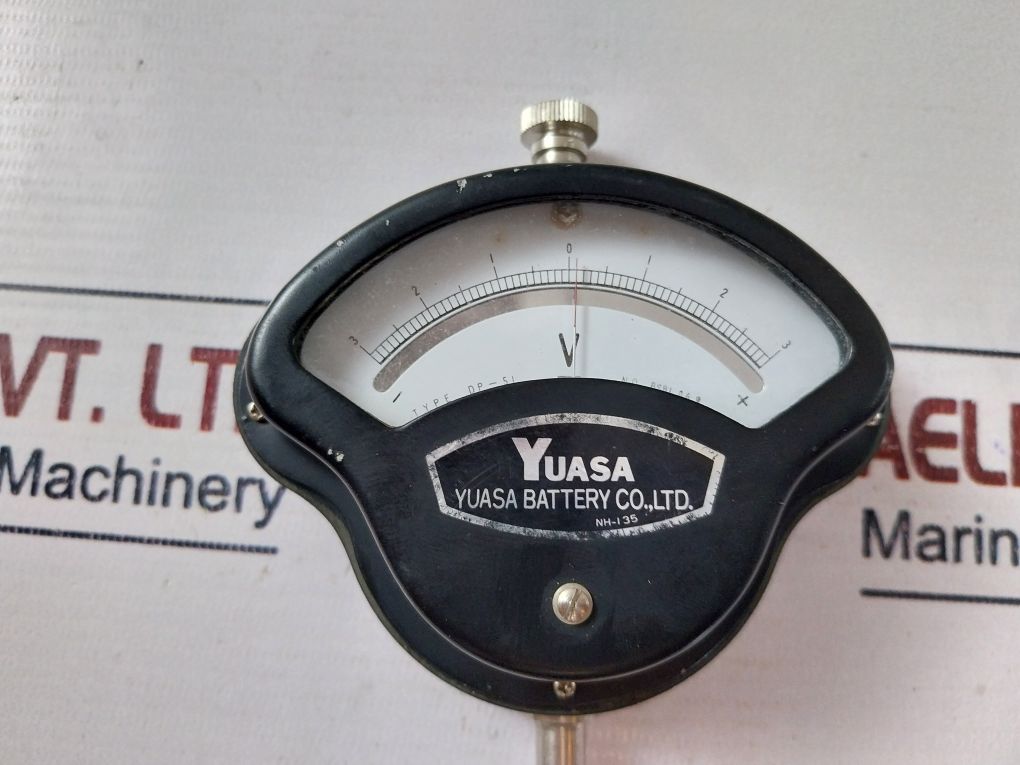 3 2 1 0 1 2 3
V
- TYPE DP-51 +
YUASA
YUASA BATTERY CO.,LTD.
NH-135
VT. LT
Machinery
AEL
Marin